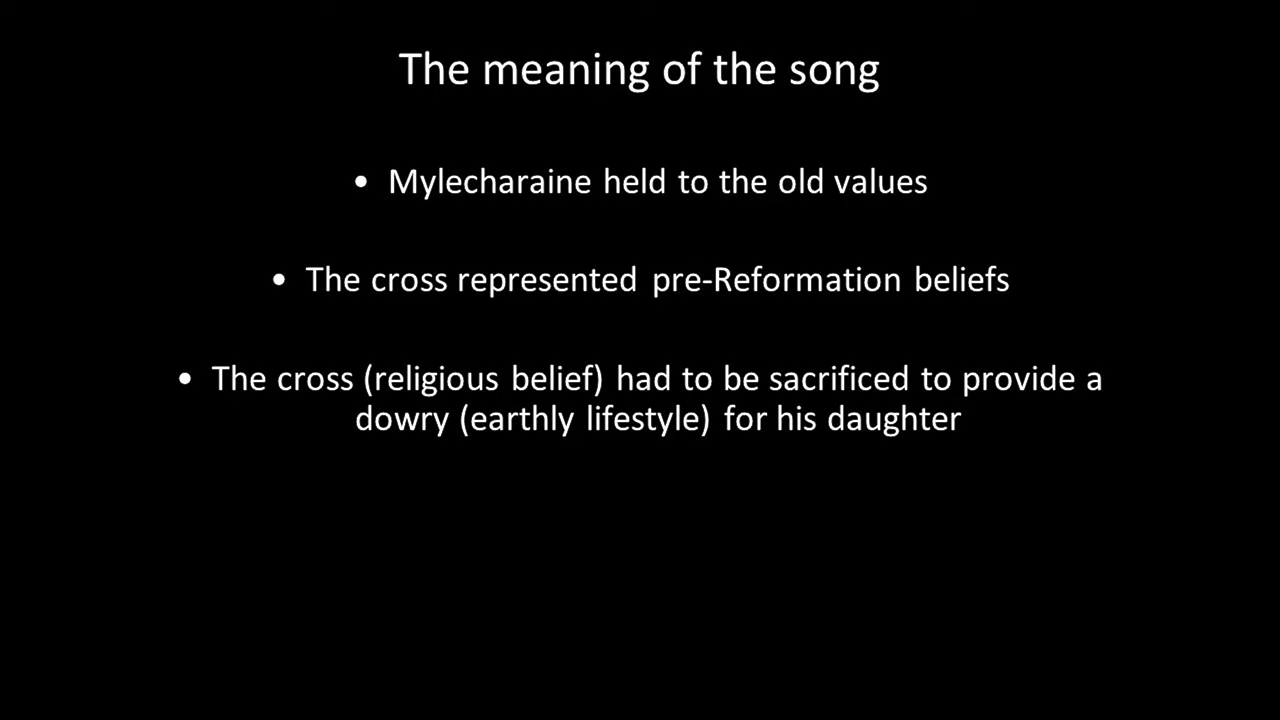 The meaning of the song
• Mylecharaine held to the old values
• The cross represented pre-Reformation beliefs
• The cross (religious belief) had to be sacrificed to provide a
dowry (earthly lifestyle) for his daughter